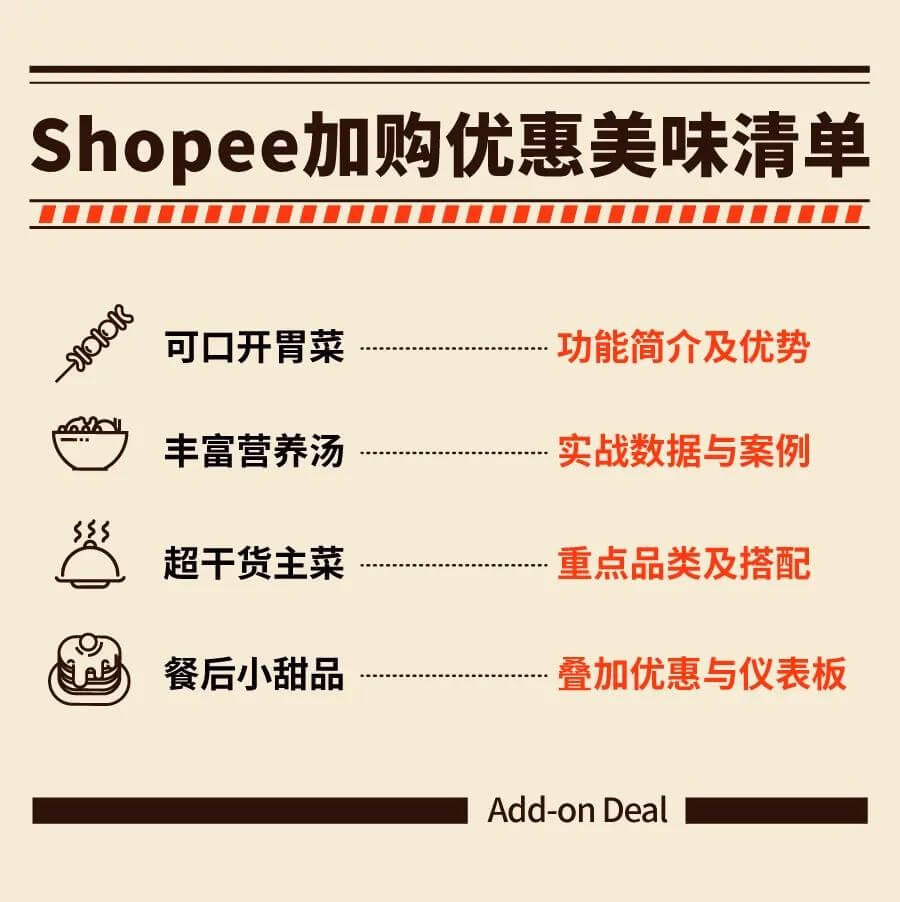 Shopee加购优惠美味清单
可口开胃菜 功能简介及优势
丰富营养汤 实战数据与案例
超干货主菜 重点品类及搭配
餐后小甜品 叠加优惠与仪表板
Add-on Deal